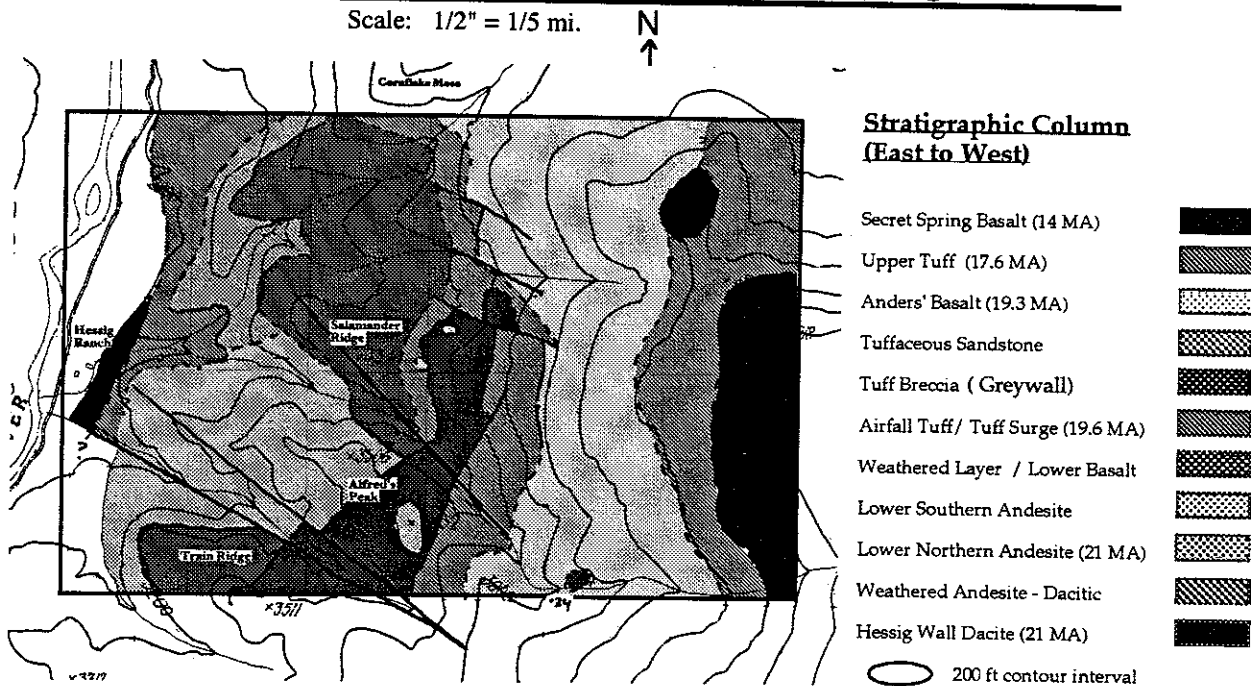 Scale: 1/2" = 1/5 mi.
N
Cornflake Mesa
Hessig
Ranch
Salamander
Ridge
Alfred's
Peak
Train Ridge
ER
x3511
Stratigraphic Column
(East to West)
Secret Spring Basalt (14 MA)
Upper Tuff (17.6 MA)
Anders' Basalt (19.3 MA)
Tuffaceous Sandstone
Tuff Breccia ( Greywall)
Airfall Tuff/ Tuff Surge (19.6 MA)
Weathered Layer / Lower Basalt
Lower Southern Andesite
Lower Northern Andesite (21 MA)
Weathered Andesite - Dacitic
Hessig Wall Dacite (21 MA)
200 ft contour interval